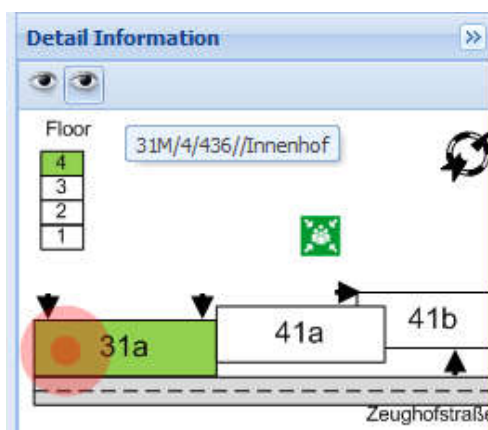 Detail Information
Floor
31M/4/436//Innenhof
4
3
2
1
31a
41a
41b
Zeughofstraße